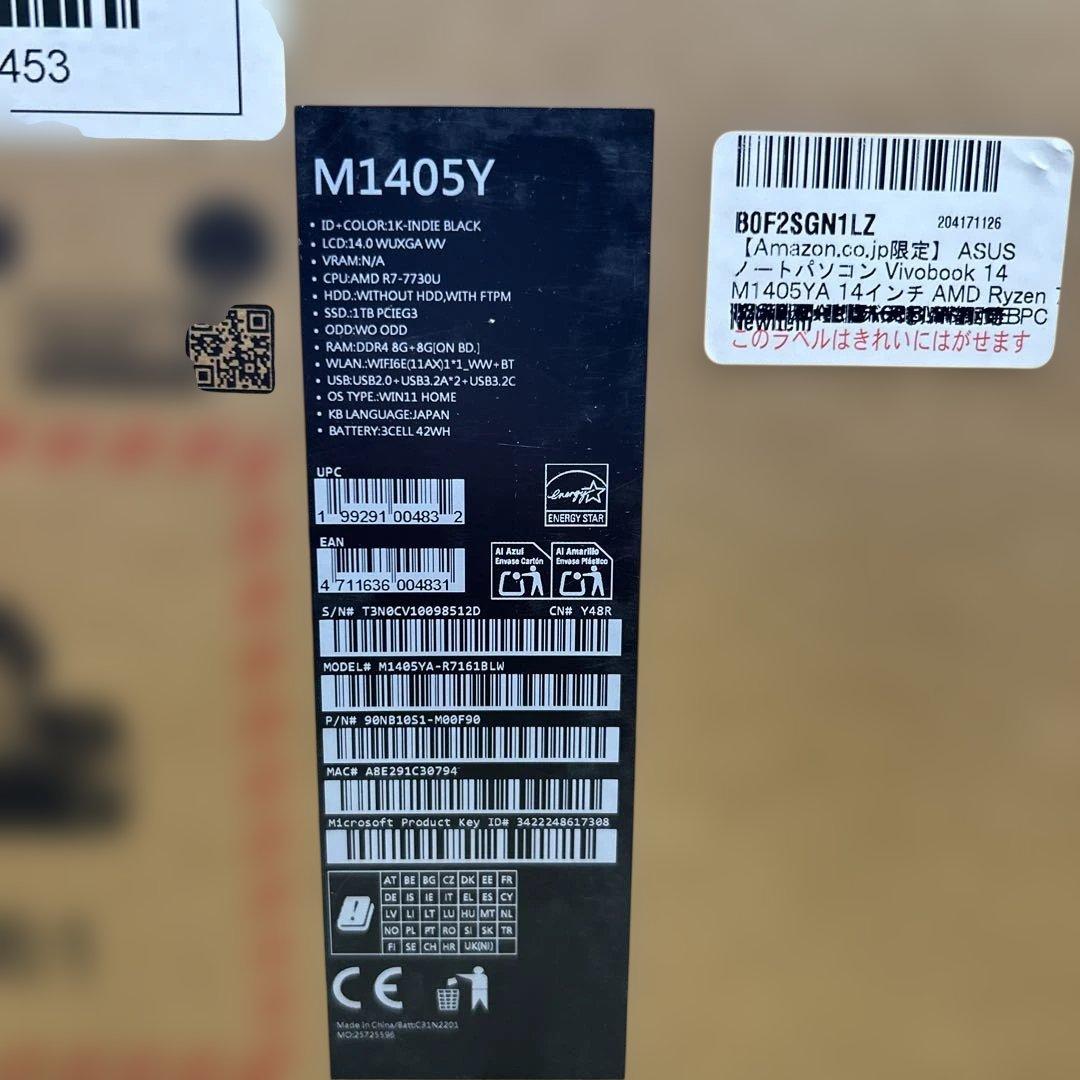 453
M1405Y
• ID+COLOR:1K-INDIE BLACK
• LCD:14.0 WUXGA WV
• VRAM:N/A
• CPU:AMD R7-7730U
• HDD.:WITHOUT HDD,WITH FTPM
• SSD.:1TB PCIEG3
• ODD:WO ODD
• RAM:DDR4 8G+8G[ON BD.]
• WLAN.:WIFI6E(11AX)1*1_WW+BT
• USB:USB2.0+USB3.2A*2+USB3.2C
• OS TYPE.:WIN11 HOME
• KB LANGUAGE:JAPAN
• BATTERY:3CELL 42WH
UPC
1 99291 00483 2
energy
ENERGY STAR
EAN
4 711636 004831
Al Azul
Envase Cartón
Al Amarillo
Envase Plástico
S/N# T3N0CV10098512D CN# Y48R
MODEL# M1405YA-R7161BLW
P/N# 90NB10S1-M00F90
MAC# A8E291C30794
Microsoft Product Key ID# 3422248617308
AT BE BG CZ DK EE FR
DE IS IE IT EL ES CY
LV LI LT LU HU MT NL
NO PL PT RO SI SK TR
FI SE CH HR UK(NI)
CE
Made in China/Batt:C31N2201
MO:25725596
B0F2SGN1LZ 204171126
【Amazon.co.jp限定】 ASUS
ノートパソコン Vivobook 14
M1405YA 14インチ AMD Ryzen 7
PC
NewItem
このラベルはきれいにはがせます